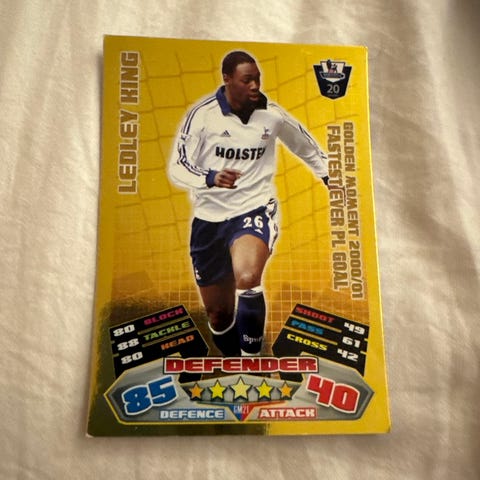 LEDLEY KING
20
GOLDEN MOMENT 2000/01
FASTEST EVER PL GOAL
HOLSTEN
26
80 BLOCK
88 TACKLE
80 HEAD
SHOOT 49
PASS 61
CROSS 42
DEFENDER
85
40
DEFENCE
GM21
ATTACK